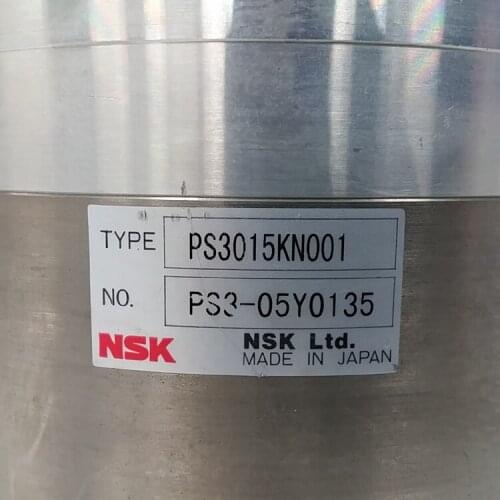 TYPE PS3015KN001
NO. PS3-05Y0135
NSK NSK Ltd.
MADE IN JAPAN